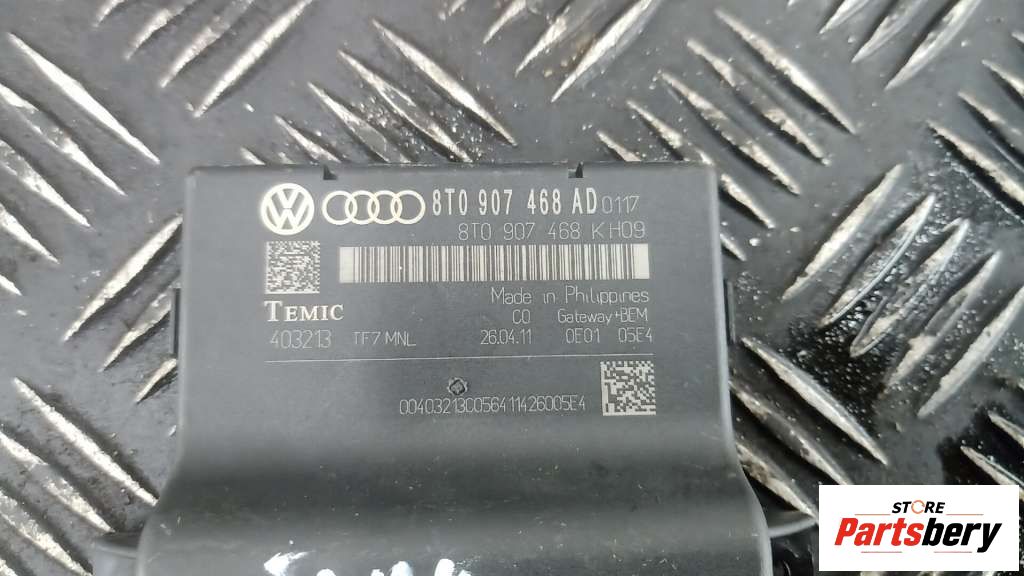 8T0 907 468 AD 0117
8T0 907 468 K H09
Made in Philippines
TEMIC
C0 Gateway+BEM
403213 TF7 MNL 26.04.11 0E01 05E4
00403213C056411426005E4
STORE
Partsbery